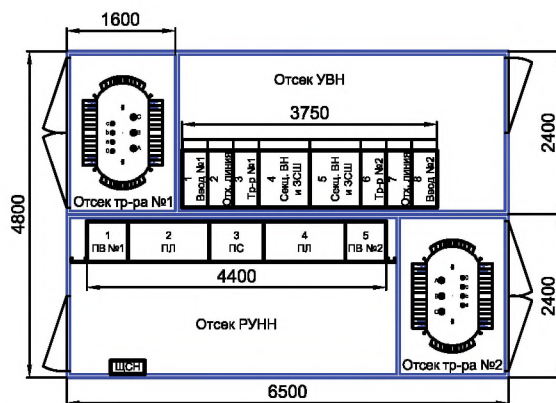 1600
Отсек УВН
3750
1 Ввод №1
2 Отх. линия
3 Тр-р №1
4 Секц. ВН и ЗСШ
5 Секц. ВН и ЗСШ
6 Тр-р №2
7 Отх. линия
8 Ввод №2
2400
Отсек тр-ра №1
4800
1 ПВ №1
2 ПЛ
3 ПС
4 ПЛ
5 ПВ №2
4400
2400
Отсек РУНН
ЩСН
Отсек тр-ра №2
6500